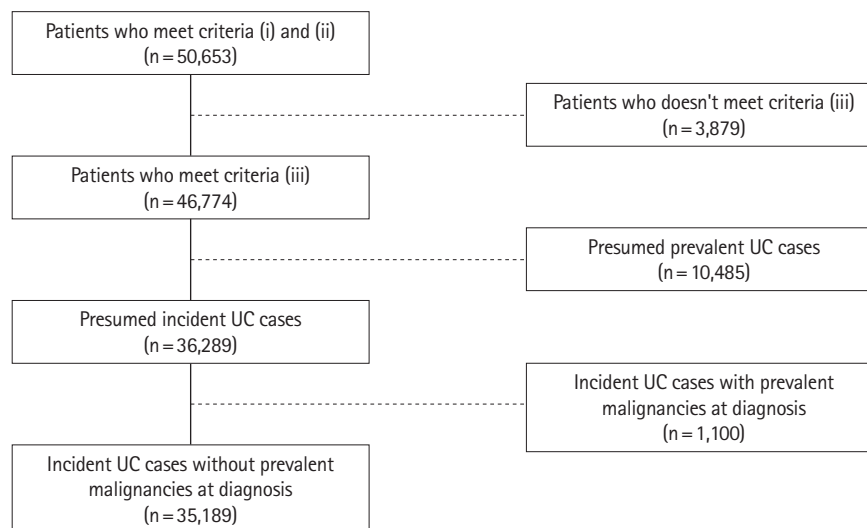 Patients who meet criteria (i) and (ii)
(n=50,653)
Patients who doesn't meet criteria (iii)
(n=3,879)
Patients who meet criteria (iii)
(n=46,774)
Presumed prevalent UC cases
(n=10,485)
Presumed incident UC cases
(n=36,289)
Incident UC cases with prevalent
malignancies at diagnosis
(n=1,100)
Incident UC cases without prevalent
malignancies at diagnosis
(n=35,189)